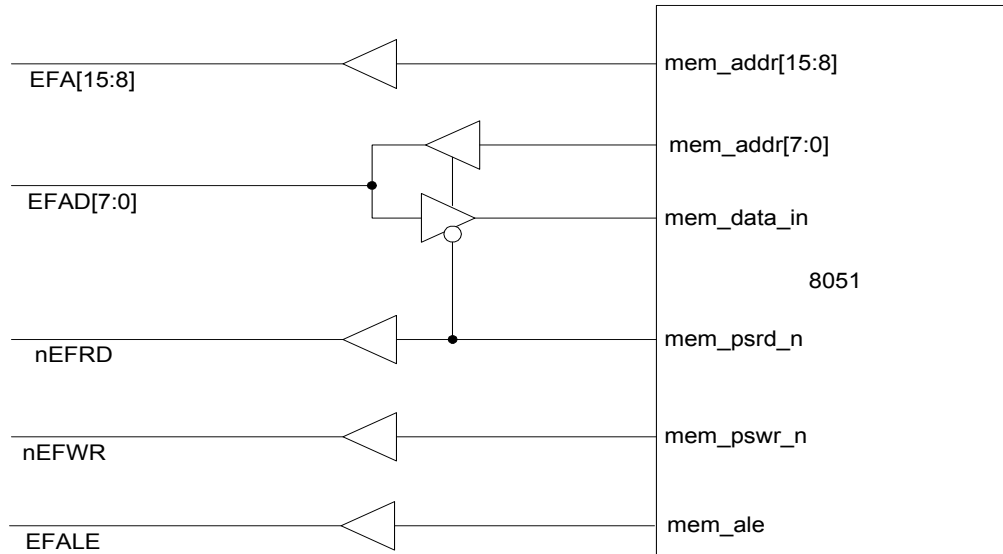 mem_addr[15:8]
EFA[15:8]
mem_addr[7:0]
EFAD[7:0]
mem_data_in
8051
mem_psrd_n
nEFRD
mem_pswr_n
nEFWR
mem_ale
EFALE